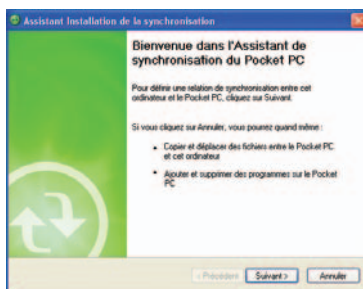 Assistant Installation de la synchronisation
Bienvenue dans l'Assistant de
synchronisation du Pocket PC
Pour définir une relation de synchronisation entre cet
ordinateur et le Pocket PC, cliquez sur Suivant.
Si vous cliquez sur Annuler, vous pourrez quand même :
• Copier et déplacer des fichiers entre le Pocket PC
et cet ordinateur
• Ajouter et supprimer des programmes sur le Pocket
PC
< Précédent Suivant > Annuler